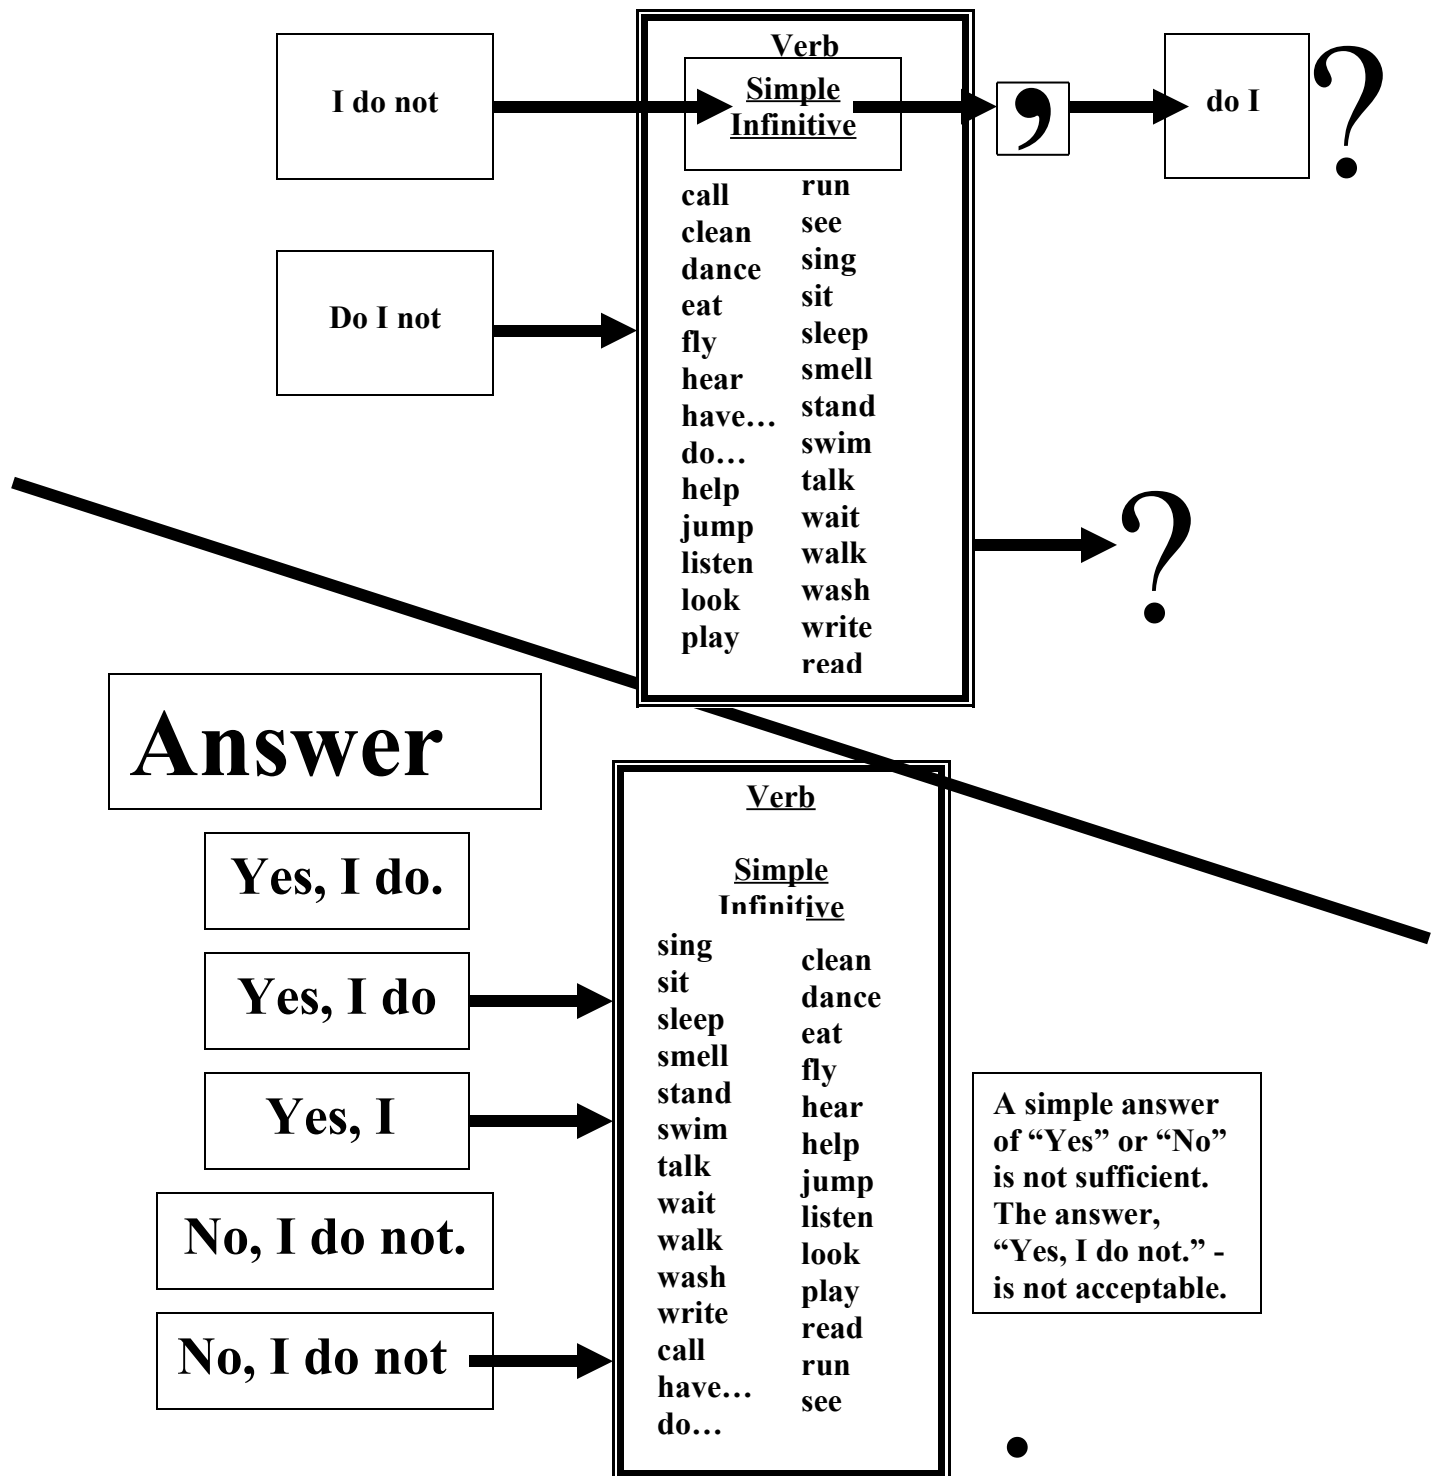 I do not
Verb
Simple
Infinitive
,
do I
?
Do I not
call
clean
dance
eat
fly
hear
have…
do…
help
jump
listen
look
play
run
see
sing
sit
sleep
smell
stand
swim
talk
wait
walk
wash
write
read
?
Answer
Yes, I do.
Yes, I do
Yes, I
No, I do not.
No, I do not
Verb
Simple
Infinitive
sing
sit
sleep
smell
stand
swim
talk
wait
walk
wash
write
call
have…
do…
clean
dance
eat
fly
hear
help
jump
listen
look
play
read
run
see
A simple answer
of “Yes” or “No”
is not sufficient.
The answer,
“Yes, I do not.” -
is not acceptable.
.